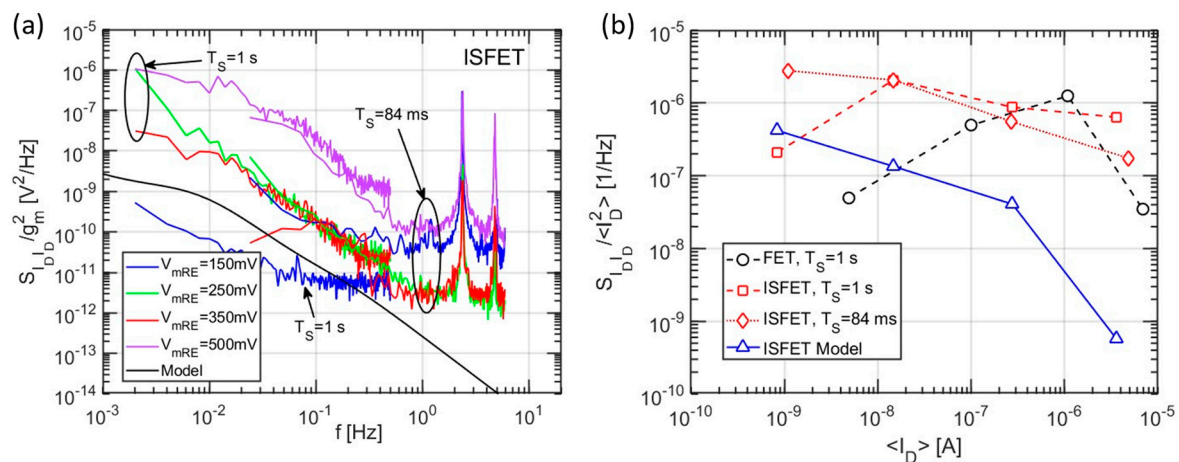 (a)
10^-5
10^-6
10^-7
10^-8
10^-9
10^-10
10^-11
10^-12
10^-13
10^-14
S_{I_D I_D}/g_m^2 [V^2/Hz]
T_S=1 s
ISFET
T_S=84 ms
V_mRE=150mV
V_mRE=250mV
V_mRE=350mV
V_mRE=500mV
Model
T_S=1 s
10^-3 10^-2 10^-1 10^0 10^1
f [Hz]
(b)
10^-5
10^-6
10^-7
10^-8
10^-9
10^-10
S_{I_D I_D}/<I_D^2> [1/Hz]
FET, T_S=1 s
ISFET, T_S=1 s
ISFET, T_S=84 ms
ISFET Model
10^-10 10^-9 10^-8 10^-7 10^-6 10^-5
<I_D> [A]